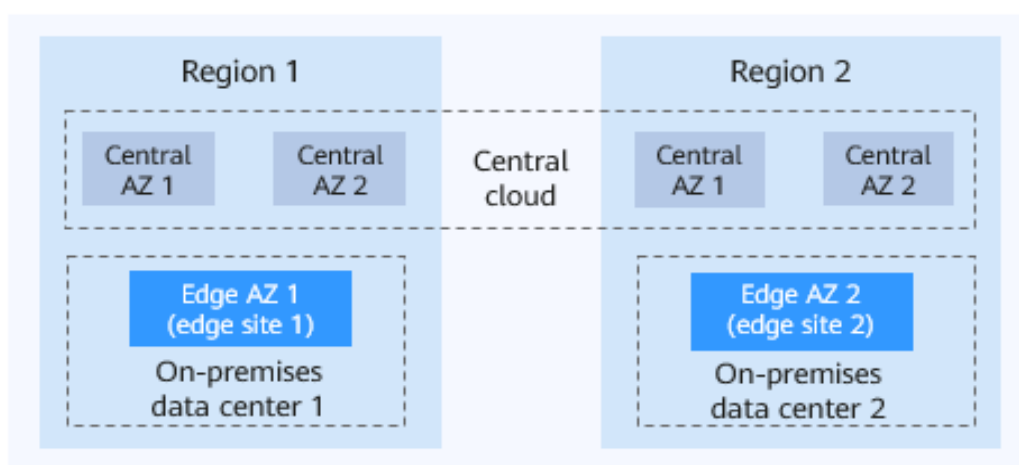 Region 1
Region 2
Central
AZ 1
Central
AZ 2
Central
cloud
Central
AZ 1
Central
AZ 2
Edge AZ 1
(edge site 1)
On-premises
data center 1
Edge AZ 2
(edge site 2)
On-premises
data center 2